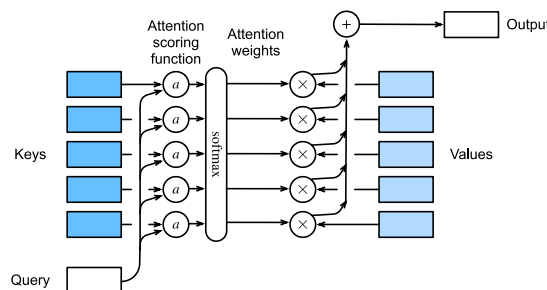 Attention
scoring
function
Attention
weights
+
Output
Keys
a
a
a
a
a
softmax
×
×
×
×
×
Values
Query